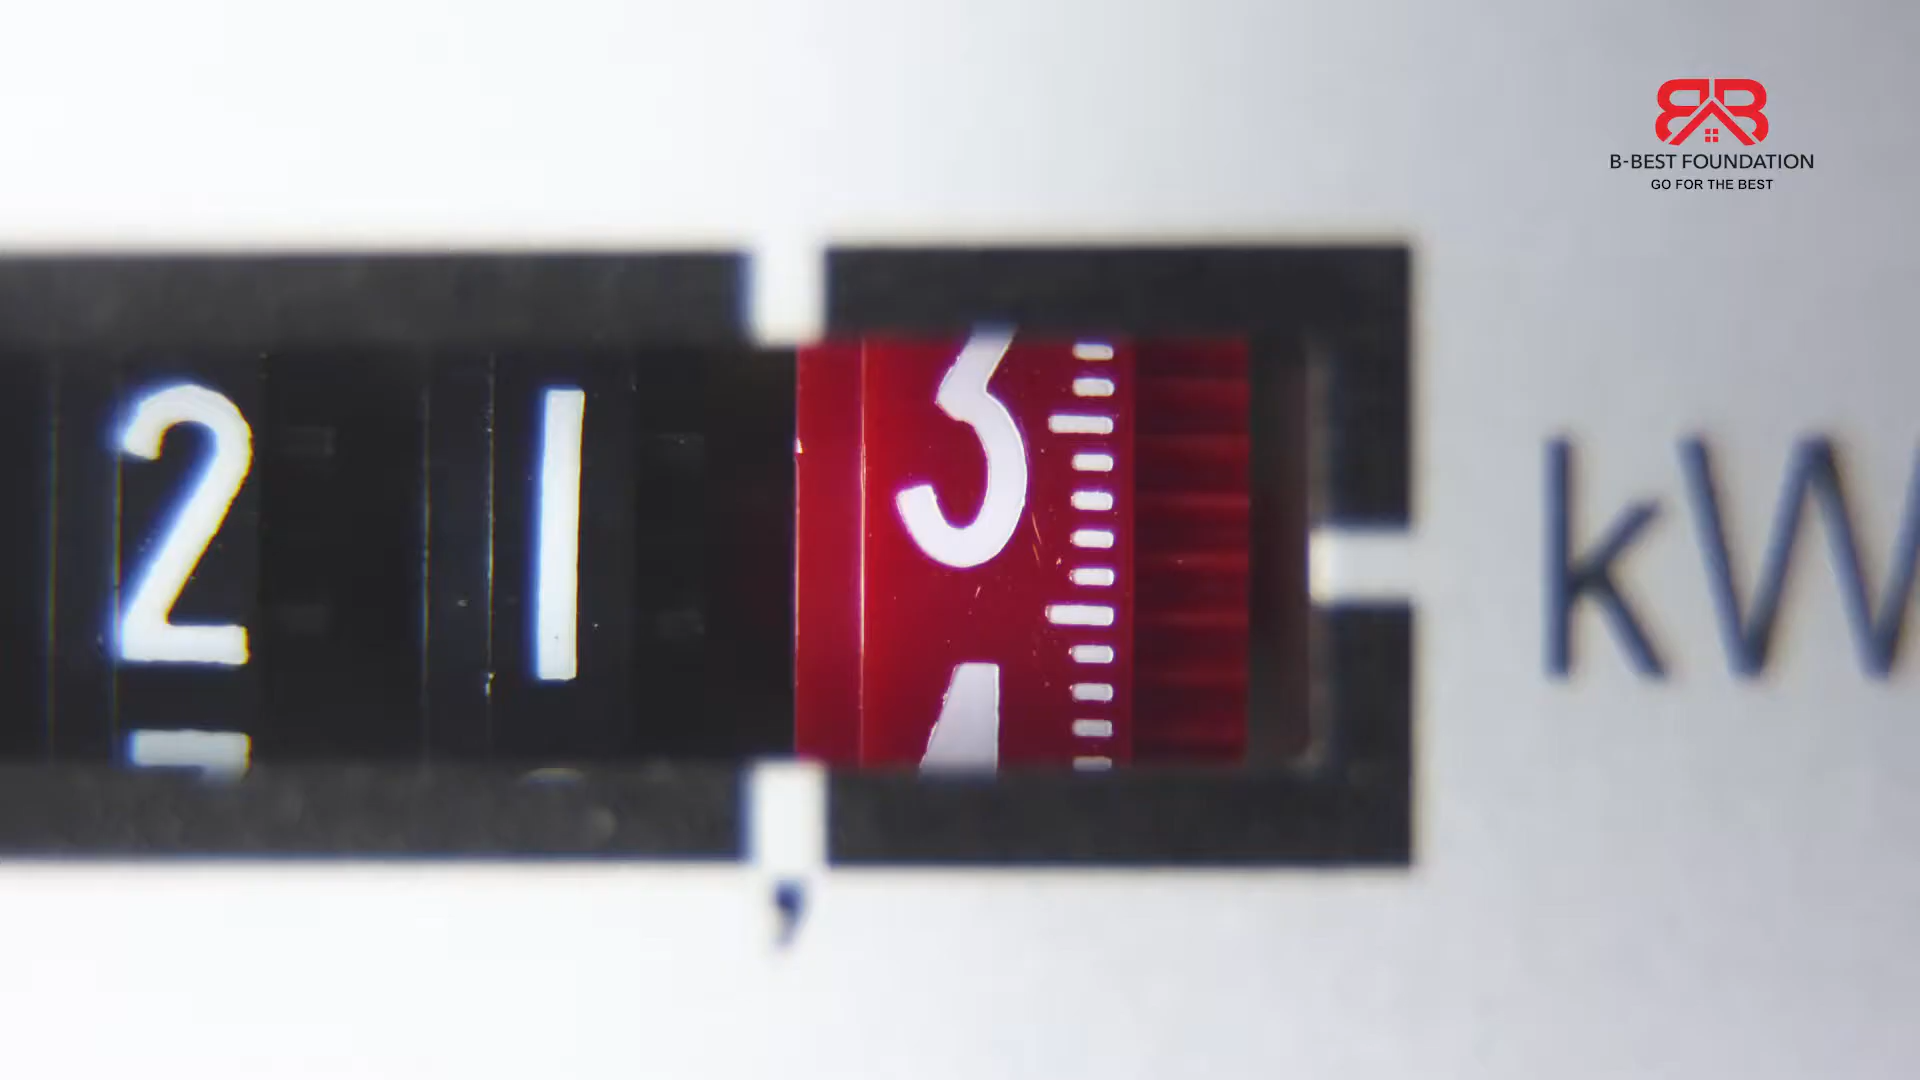 B-BEST FOUNDATION
GO FOR THE BEST
2 1 3 kW
,